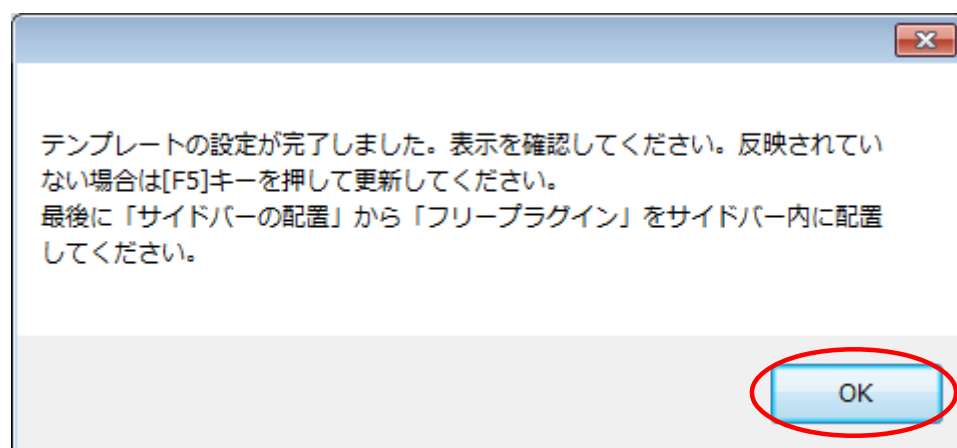 テンプレートの設定が完了しました。表示を確認してください。反映されてい
ない場合は[F5]キーを押して更新してください。
最後に「サイドバーの配置」から「フリープラグイン」をサイドバー内に配置
してください。
OK